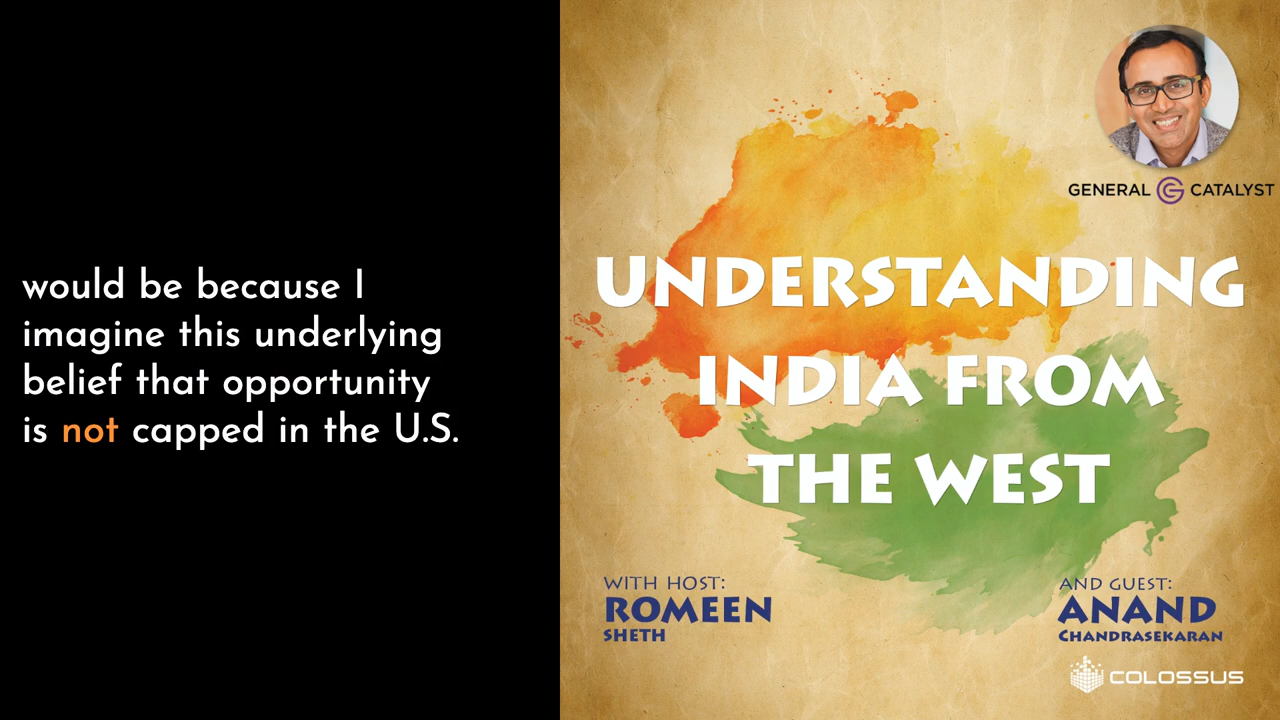 would be because I
imagine this underlying
belief that opportunity
is not capped in the U.S.
GENERAL CATALYST
UNDERSTANDING
INDIA FROM
THE WEST
WITH HOST:
ROMEEN
SHETH
AND GUEST:
ANAND
CHANDRASEKARAN
COLOSSUS